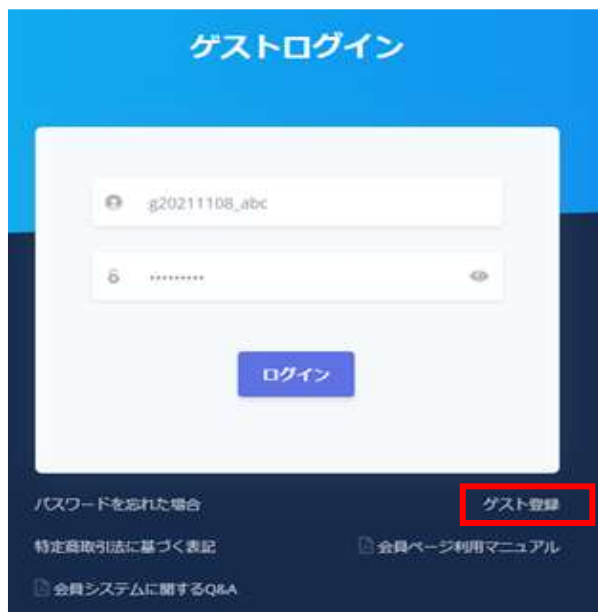 ゲストログイン
g20211108_abc
•••••••••
ログイン
パスワードを忘れた場合 ゲスト登録
特定商取引法に基づく表記 会員ページ利用マニュアル
会員システムに関するQ&A